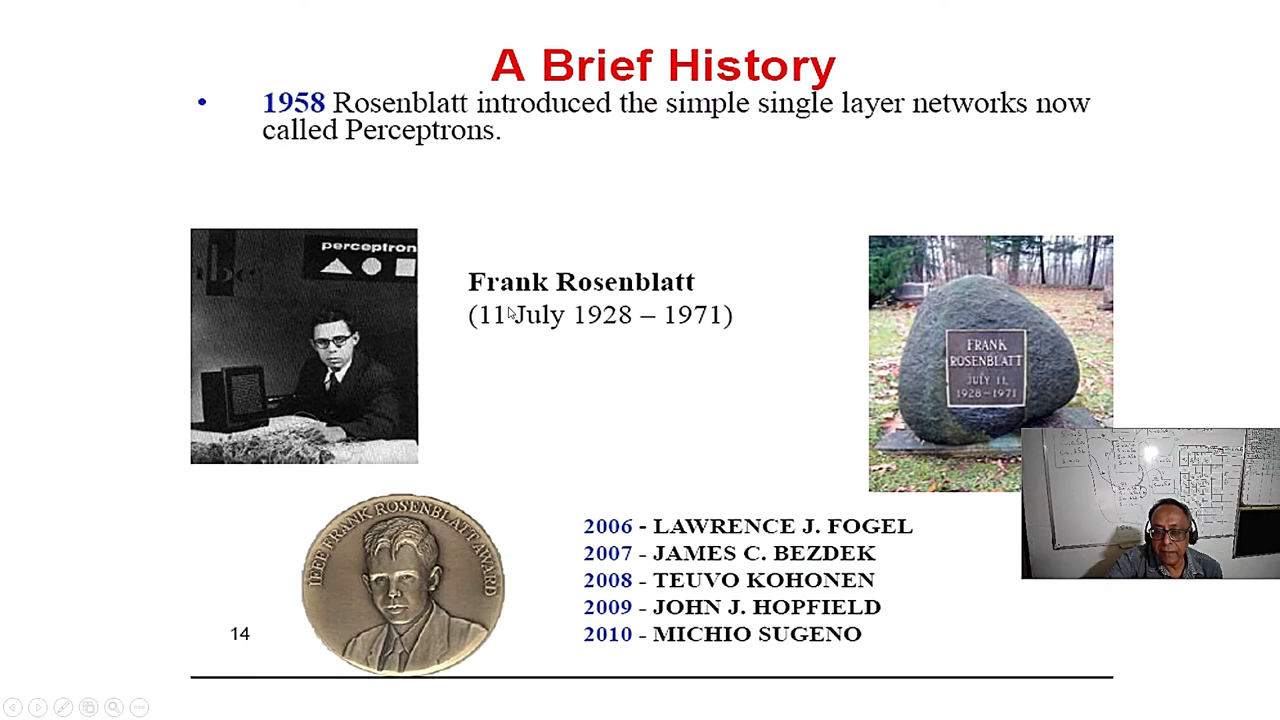 A Brief History
• 1958 Rosenblatt introduced the simple single layer networks now
called Perceptrons.
perceptron
Frank Rosenblatt
(11 July 1928 – 1971)
FRANK
ROSENBLATT
JULY 11,
1928–1971
IEEE FRANK ROSENBLATT AWARD
2006 - LAWRENCE J. FOGEL
2007 - JAMES C. BEZDEK
2008 - TEUVO KOHONEN
2009 - JOHN J. HOPFIELD
2010 - MICHIO SUGENO
14